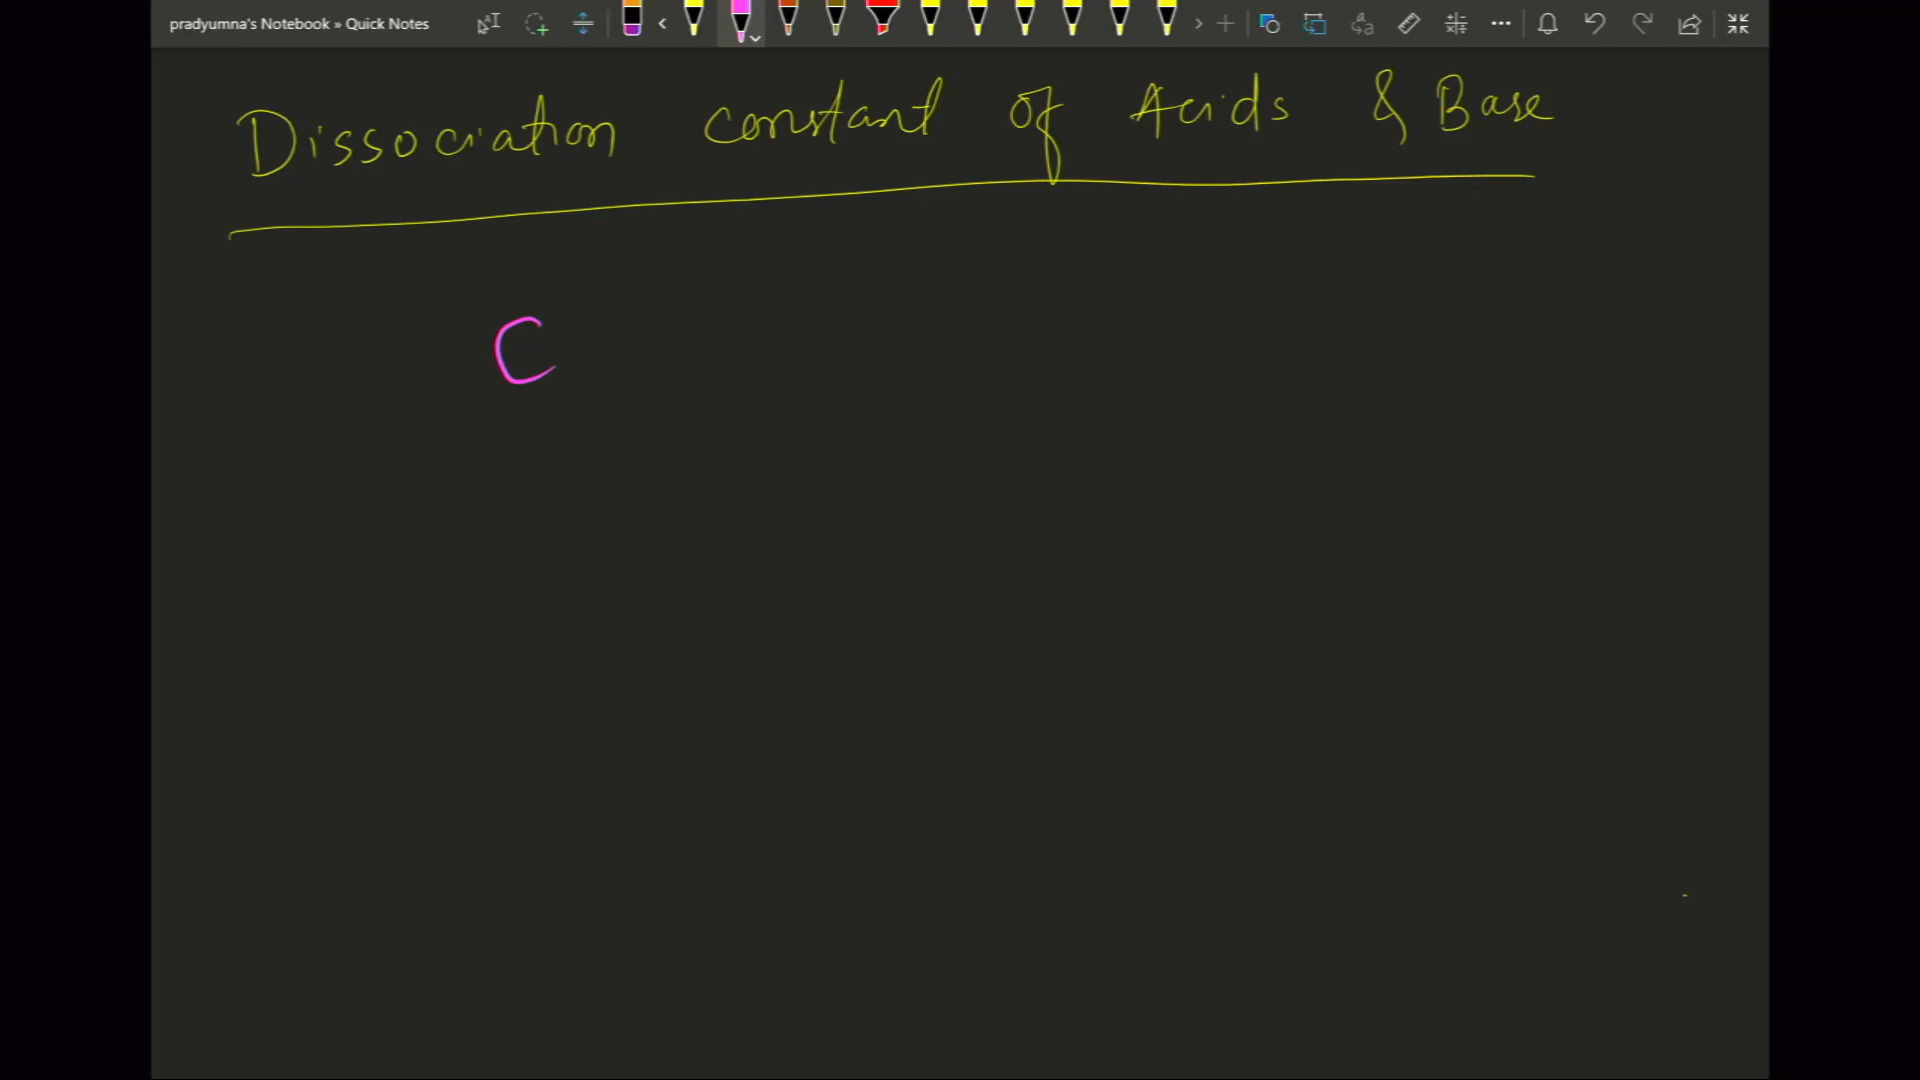 pradyumna's Notebook » Quick Notes
Dissociation constant of Acids & Base
C